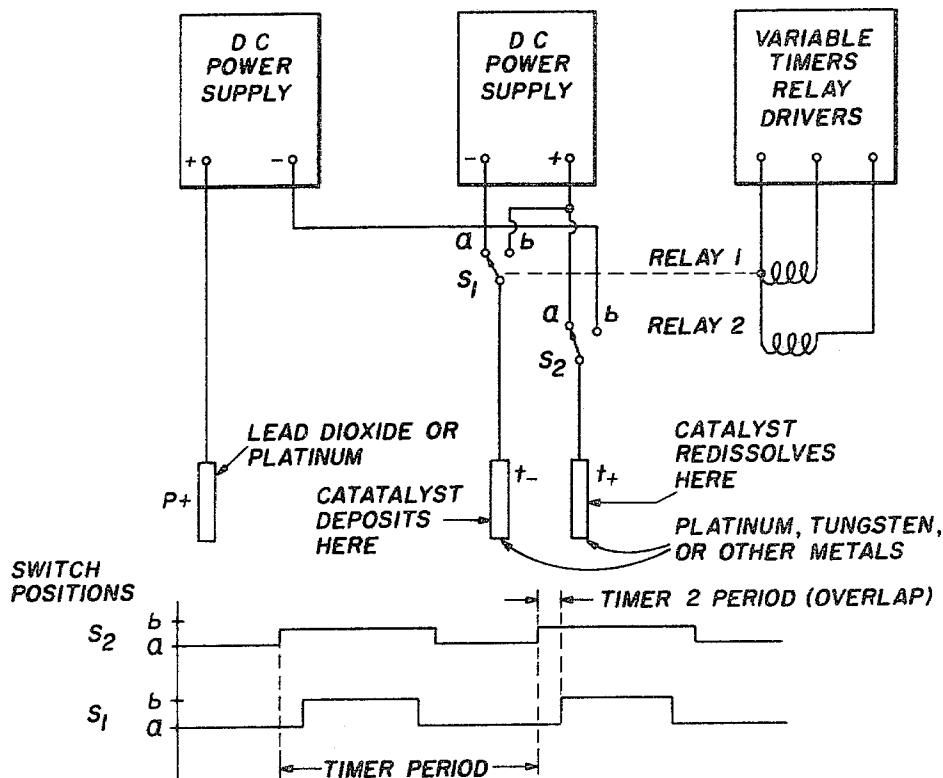 DC
POWER
SUPPLY
+
-
DC
POWER
SUPPLY
-
+
VARIABLE
TIMERS
RELAY
DRIVERS
a
b
S1
RELAY 1
a
b
S2
RELAY 2
LEAD DIOXIDE OR
PLATINUM
P+
CATATALYST
DEPOSITS
HERE
t-
t+
CATALYST
REDISSOLVES
HERE
PLATINUM, TUNGSTEN,
OR OTHER METALS
SWITCH
POSITIONS
TIMER 2 PERIOD (OVERLAP)
S2
b
a
S1
b
a
TIMER PERIOD